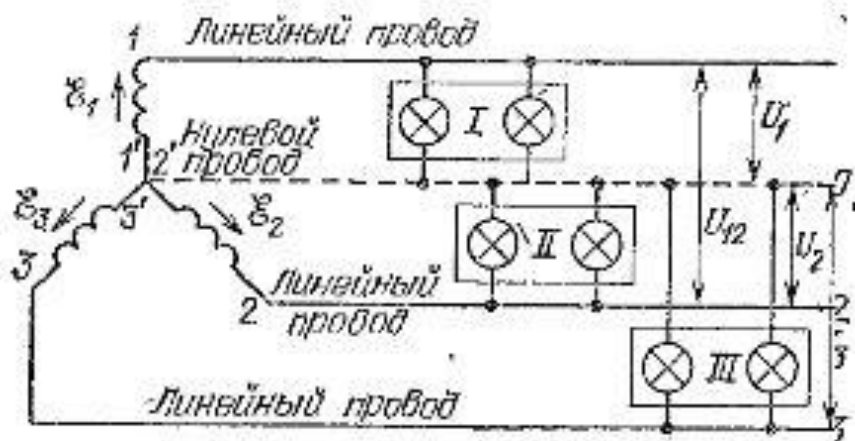 1 Линейный провод
ℰ₁ I U₁
1' 2' Нулевой
провод
ℰ₃ 3' ℰ₂ II U₁₂ U₂
3 2 Линейный 2
провод
III 3
Линейный провод 3